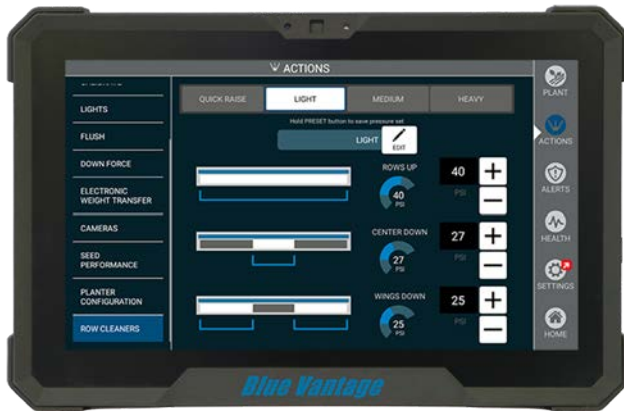 ACTIONS
LIGHTS
FLUSH
DOWN FORCE
ELECTRONIC
WEIGHT TRANSFER
CAMERAS
SEED
PERFORMANCE
PLANTER
CONFIGURATION
ROW CLEANERS
QUICK RAISE
LIGHT
MEDIUM
HEAVY
Hold PRESET button to save pressure set
LIGHT
EDIT
ROWS UP
40
PSI
40
PSI
+
−
CENTER DOWN
27
PSI
27
PSI
+
−
WINGS DOWN
25
PSI
25
PSI
+
−
PLANT
ACTIONS
ALERTS
HEALTH
SETTINGS
HOME
Blue Vantage